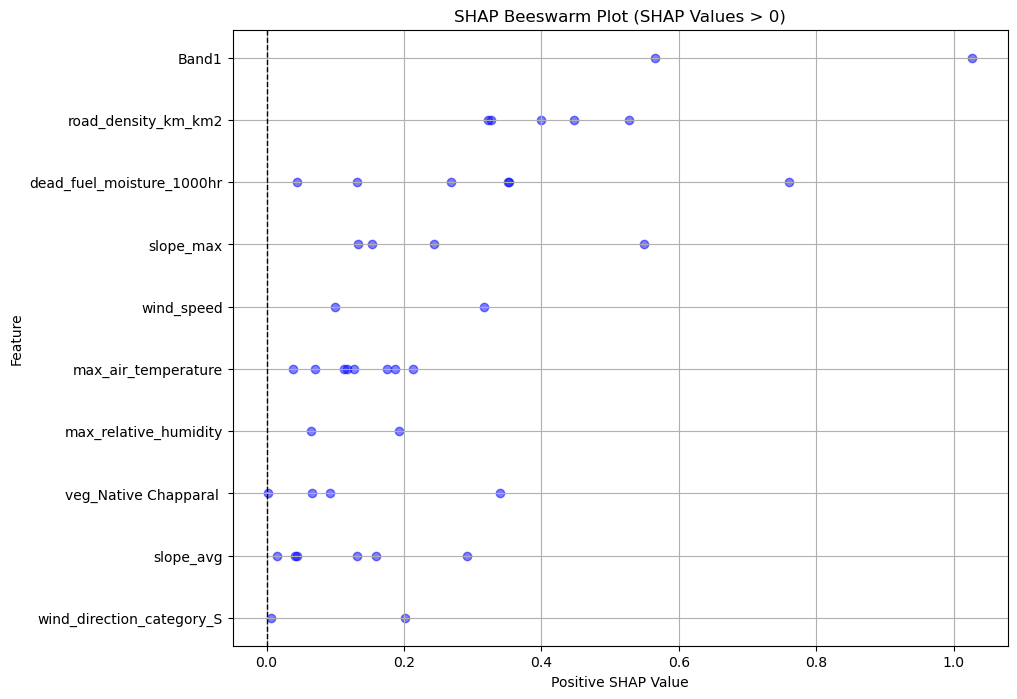 SHAP Beeswarm Plot (SHAP Values > 0)
Band1
road_density_km_km2
dead_fuel_moisture_1000hr
slope_max
wind_speed
max_air_temperature
max_relative_humidity
veg_Native Chapparal
slope_avg
wind_direction_category_S
Feature
0.0 0.2 0.4 0.6 0.8 1.0
Positive SHAP Value